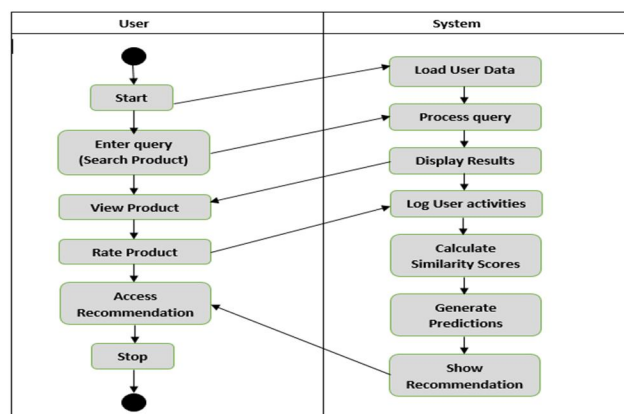 User
System
Start
Enter query
(Search Product)
View Product
Rate Product
Access
Recommendation
Stop
Load User Data
Process query
Display Results
Log User activities
Calculate
Similarity Scores
Generate
Predictions
Show
Recommendation